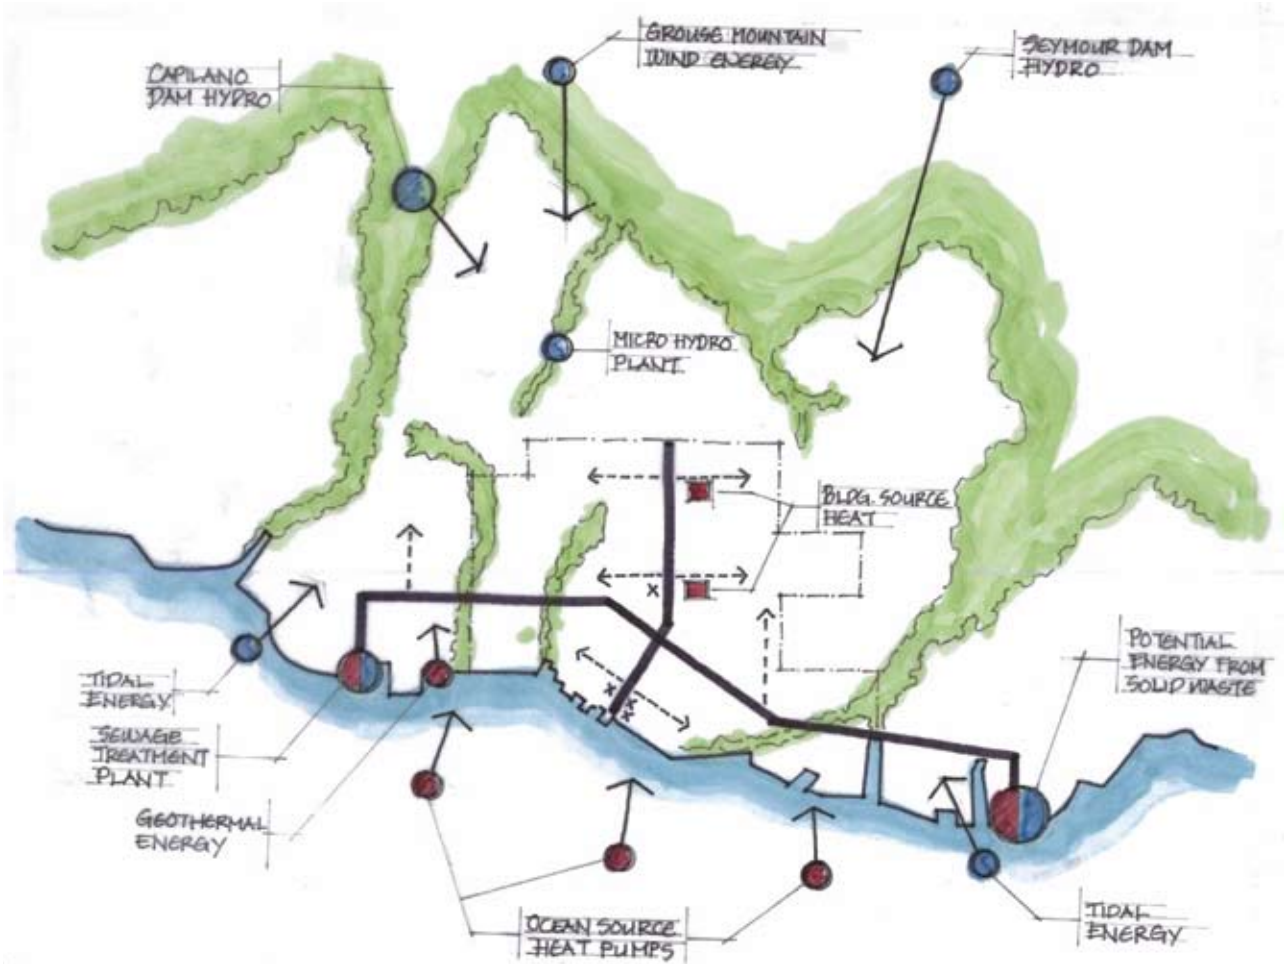 GROUSE MOUNTAIN
WIND ENERGY
SEYMOUR DAM
HYDRO
CAPILANO
DAM HYDRO
MICRO HYDRO
PLANT
BLDG. SOURCE
HEAT
POTENTIAL
ENERGY FROM
SOLID WASTE
TIDAL
ENERGY
SEWAGE
TREATMENT
PLANT
GEOTHERMAL
ENERGY
OCEAN SOURCE
HEAT PUMPS
TIDAL
ENERGY